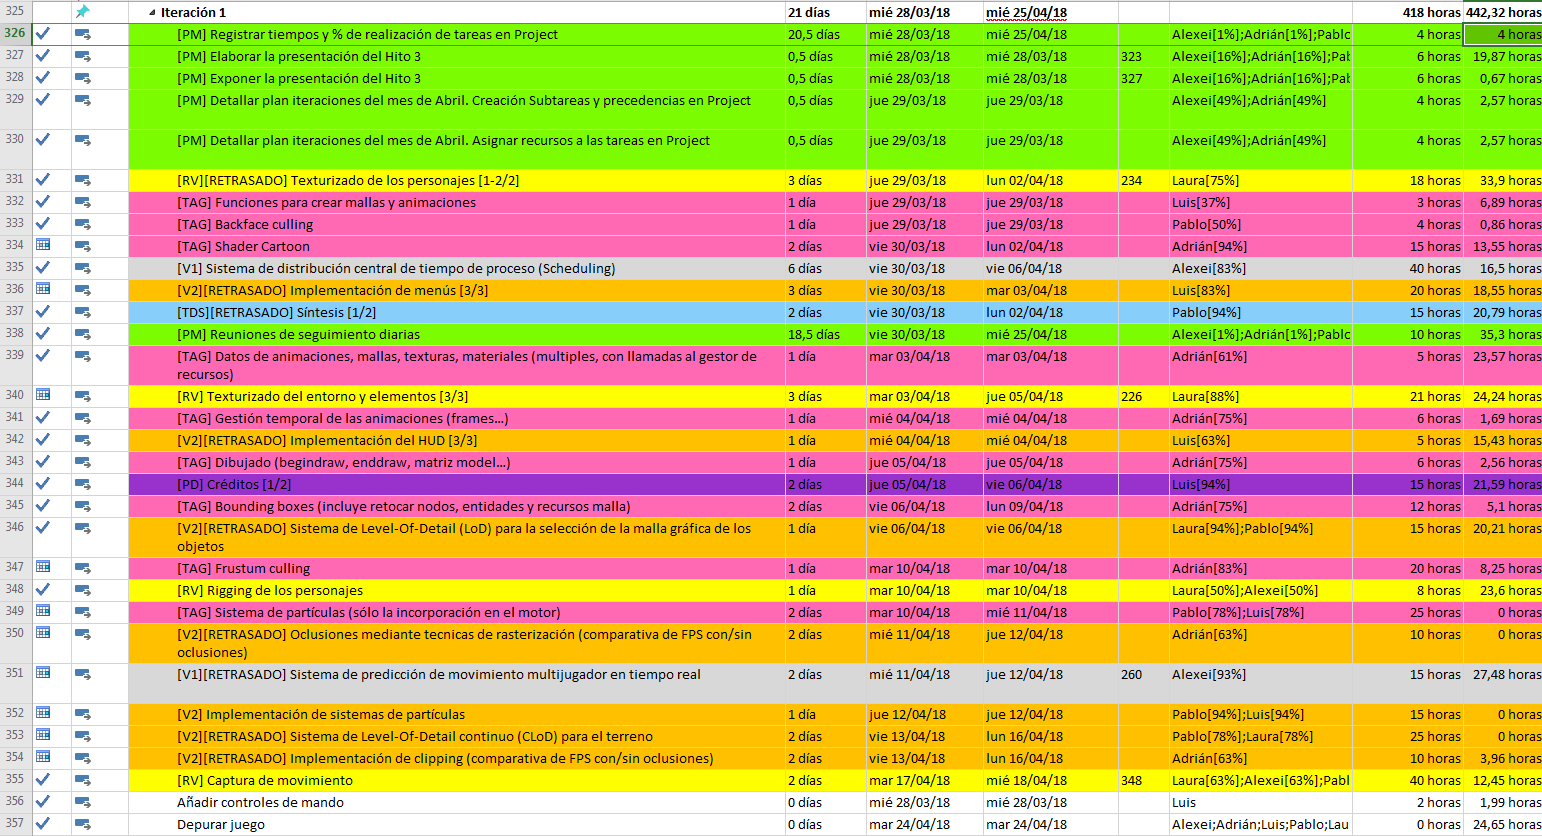 325 Iteración 1 21 días mié 28/03/18 mié 25/04/18 418 horas 442,32 horas
326 [PM] Registrar tiempos y % de realización de tareas en Project 20,5 días mié 28/03/18 mié 25/04/18 Alexei[1%];Adrián[1%];Pablo 4 horas 4 horas
327 [PM] Elaborar la presentación del Hito 3 0,5 días mié 28/03/18 mié 28/03/18 323 Alexei[16%];Adrián[16%];Pab 6 horas 19,87 horas
328 [PM] Exponer la presentación del Hito 3 0,5 días mié 28/03/18 mié 28/03/18 327 Alexei[16%];Adrián[16%];Pab 6 horas 0,67 horas
329 [PM] Detallar plan iteraciones del mes de Abril. Creación Subtareas y precedencias en Project 0,5 días jue 29/03/18 jue 29/03/18 Alexei[49%];Adrián[49%] 4 horas 2,57 horas
330 [PM] Detallar plan iteraciones del mes de Abril. Asignar recursos a las tareas en Project 0,5 días jue 29/03/18 jue 29/03/18 Alexei[49%];Adrián[49%] 4 horas 2,57 horas
331 [RV][RETRASADO] Texturizado de los personajes [1-2/2] 3 días jue 29/03/18 lun 02/04/18 234 Laura[75%] 18 horas 33,9 horas
332 [TAG] Funciones para crear mallas y animaciones 1 día jue 29/03/18 jue 29/03/18 Luis[37%] 3 horas 6,89 horas
333 [TAG] Backface culling 1 día jue 29/03/18 jue 29/03/18 Pablo[50%] 4 horas 0,86 horas
334 [TAG] Shader Cartoon 2 días vie 30/03/18 lun 02/04/18 Adrián[94%] 15 horas 13,55 horas
335 [V1] Sistema de distribución central de tiempo de proceso (Scheduling) 6 días vie 30/03/18 vie 06/04/18 Alexei[83%] 40 horas 16,5 horas
336 [V2][RETRASADO] Implementación de menús [3/3] 3 días vie 30/03/18 mar 03/04/18 Luis[83%] 20 horas 18,55 horas
337 [TDS][RETRASADO] Síntesis [1/2] 2 días vie 30/03/18 lun 02/04/18 Pablo[94%] 15 horas 20,79 horas
338 [PM] Reuniones de seguimiento diarias 18,5 días vie 30/03/18 mié 25/04/18 Alexei[1%];Adrián[1%];Pablo 10 horas 35,3 horas
339 [TAG] Datos de animaciones, mallas, texturas, materiales (multiples, con llamadas al gestor de 1 día mar 03/04/18 mar 03/04/18 Adrián[61%] 5 horas 23,57 horas
recursos)
340 [RV] Texturizado del entorno y elementos [3/3] 3 días mar 03/04/18 jue 05/04/18 226 Laura[88%] 21 horas 24,24 horas
341 [TAG] Gestión temporal de las animaciones (frames...) 1 día mié 04/04/18 mié 04/04/18 Adrián[75%] 6 horas 1,69 horas
342 [V2][RETRASADO] Implementación del HUD [3/3] 1 día mié 04/04/18 mié 04/04/18 Luis[63%] 5 horas 15,43 horas
343 [TAG] Dibujado (begindraw, enddraw, matriz model...) 1 día jue 05/04/18 jue 05/04/18 Adrián[75%] 6 horas 2,56 horas
344 [PD] Créditos [1/2] 2 días jue 05/04/18 vie 06/04/18 Luis[94%] 15 horas 21,59 horas
345 [TAG] Bounding boxes (incluye retocar nodos, entidades y recursos malla) 2 días vie 06/04/18 lun 09/04/18 Adrián[75%] 12 horas 5,1 horas
346 [V2][RETRASADO] Sistema de Level-Of-Detail (LoD) para la selección de la malla gráfica de los 1 día vie 06/04/18 vie 06/04/18 Laura[94%];Pablo[94%] 15 horas 20,21 horas
objetos
347 [TAG] Frustum culling 1 día mar 10/04/18 mar 10/04/18 Adrián[83%] 20 horas 8,25 horas
348 [RV] Rigging de los personajes 1 día mar 10/04/18 mar 10/04/18 Laura[50%];Alexei[50%] 8 horas 23,6 horas
349 [TAG] Sistema de partículas (sólo la incorporación en el motor) 2 días mar 10/04/18 mié 11/04/18 Pablo[78%];Luis[78%] 25 horas 0 horas
350 [V2][RETRASADO] Oclusiones mediante tecnicas de rasterización (comparativa de FPS con/sin 2 días mié 11/04/18 jue 12/04/18 Adrián[63%] 10 horas 0 horas
oclusiones)
351 [V1][RETRASADO] Sistema de predicción de movimiento multijugador en tiempo real 2 días mié 11/04/18 jue 12/04/18 260 Alexei[93%] 15 horas 27,48 horas
352 [V2] Implementación de sistemas de partículas 1 día jue 12/04/18 jue 12/04/18 Pablo[94%];Luis[94%] 15 horas 0 horas
353 [V2][RETRASADO] Sistema de Level-Of-Detail continuo (CLoD) para el terreno 2 días vie 13/04/18 lun 16/04/18 Pablo[78%];Laura[78%] 25 horas 0 horas
354 [V2][RETRASADO] Implementación de clipping (comparativa de FPS con/sin oclusiones) 2 días vie 13/04/18 lun 16/04/18 Adrián[63%] 10 horas 3,96 horas
355 [RV] Captura de movimiento 2 días mar 17/04/18 mié 18/04/18 348 Laura[63%];Alexei[63%];Pabl 40 horas 12,45 horas
356 Añadir controles de mando 0 días mié 28/03/18 mié 28/03/18 Luis 2 horas 1,99 horas
357 Depurar juego 0 días mar 24/04/18 mar 24/04/18 Alexei;Adrián;Luis;Pablo;Lau 0 horas 24,65 horas